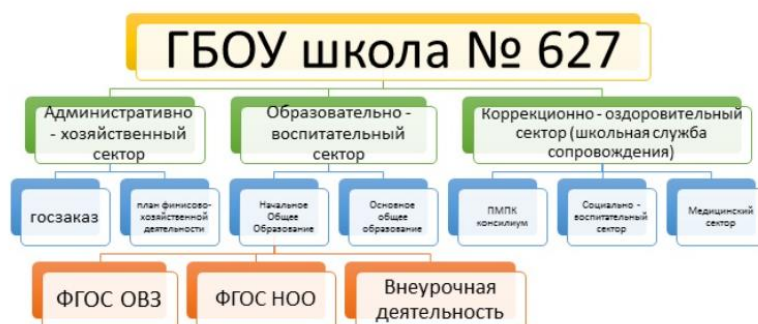 ГБОУ школа № 627
Административно
- хозяйственный
сектор
Образовательно -
воспитательный
сектор
Коррекционно - оздоровительный
сектор (школьная служба
сопровождения)
госзаказ
план финисово-
хозяйственной
деятельности
Начальное
Общее
Образование
Основное
общее
образование
ПМПК
консилиум
Социально -
воспитательный
сектор
Медицинский
сектор
ФГОС ОВЗ
ФГОС НОО
Внеурочная
деятельность